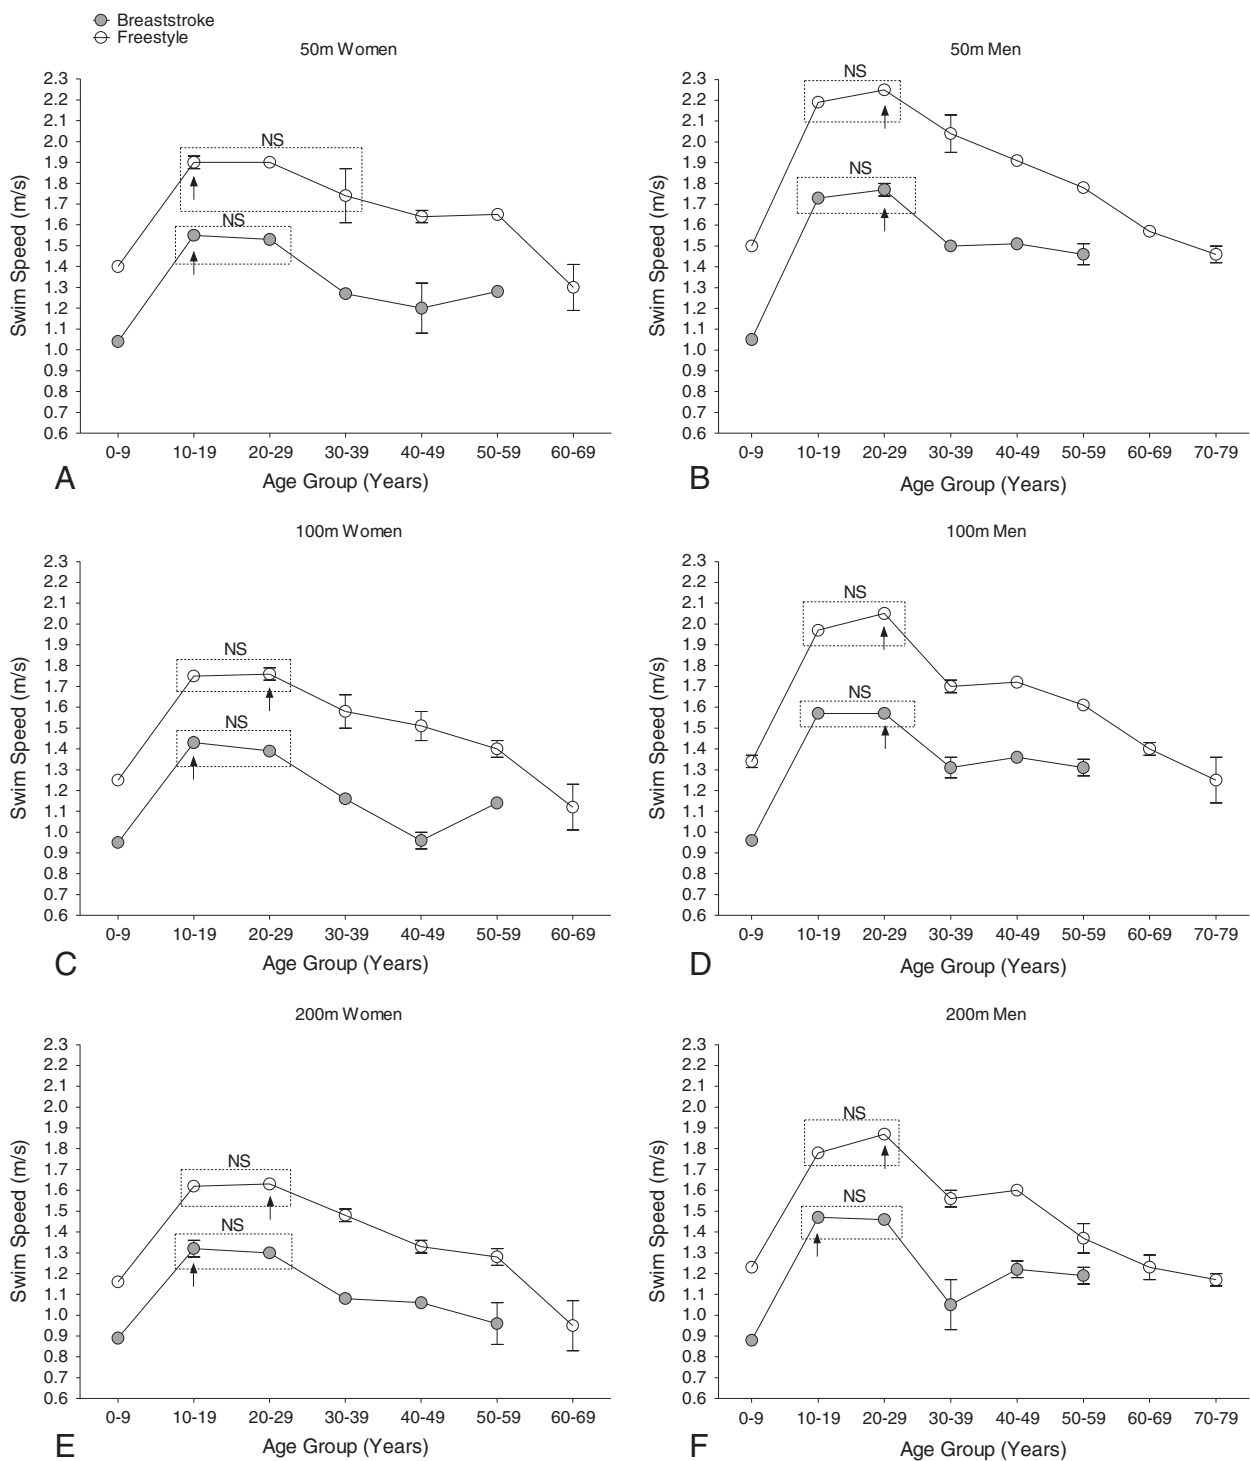 Breaststroke
Freestyle
50m Women
2.3
2.2
2.1
2.0
1.9
1.8
1.7
1.6
1.5
1.4
1.3
1.2
1.1
1.0
0.9
0.8
0.7
0.6
Swim Speed (m/s)
NS
NS
0-9 10-19 20-29 30-39 40-49 50-59 60-69
A
Age Group (Years)
50m Men
2.3
2.2
2.1
2.0
1.9
1.8
1.7
1.6
1.5
1.4
1.3
1.2
1.1
1.0
0.9
0.8
0.7
0.6
Swim Speed (m/s)
NS
NS
0-9 10-19 20-29 30-39 40-49 50-59 60-69 70-79
B
Age Group (Years)
100m Women
2.3
2.2
2.1
2.0
1.9
1.8
1.7
1.6
1.5
1.4
1.3
1.2
1.1
1.0
0.9
0.8
0.7
0.6
Swim Speed (m/s)
NS
NS
0-9 10-19 20-29 30-39 40-49 50-59 60-69
C
Age Group (Years)
100m Men
2.3
2.2
2.1
2.0
1.9
1.8
1.7
1.6
1.5
1.4
1.3
1.2
1.1
1.0
0.9
0.8
0.7
0.6
Swim Speed (m/s)
NS
NS
0-9 10-19 20-29 30-39 40-49 50-59 60-69 70-79
D
Age Group (Years)
200m Women
2.3
2.2
2.1
2.0
1.9
1.8
1.7
1.6
1.5
1.4
1.3
1.2
1.1
1.0
0.9
0.8
0.7
0.6
Swim Speed (m/s)
NS
NS
0-9 10-19 20-29 30-39 40-49 50-59 60-69
E
Age Group (Years)
200m Men
2.3
2.2
2.1
2.0
1.9
1.8
1.7
1.6
1.5
1.4
1.3
1.2
1.1
1.0
0.9
0.8
0.7
0.6
Swim Speed (m/s)
NS
NS
0-9 10-19 20-29 30-39 40-49 50-59 60-69 70-79
F
Age Group (Years)